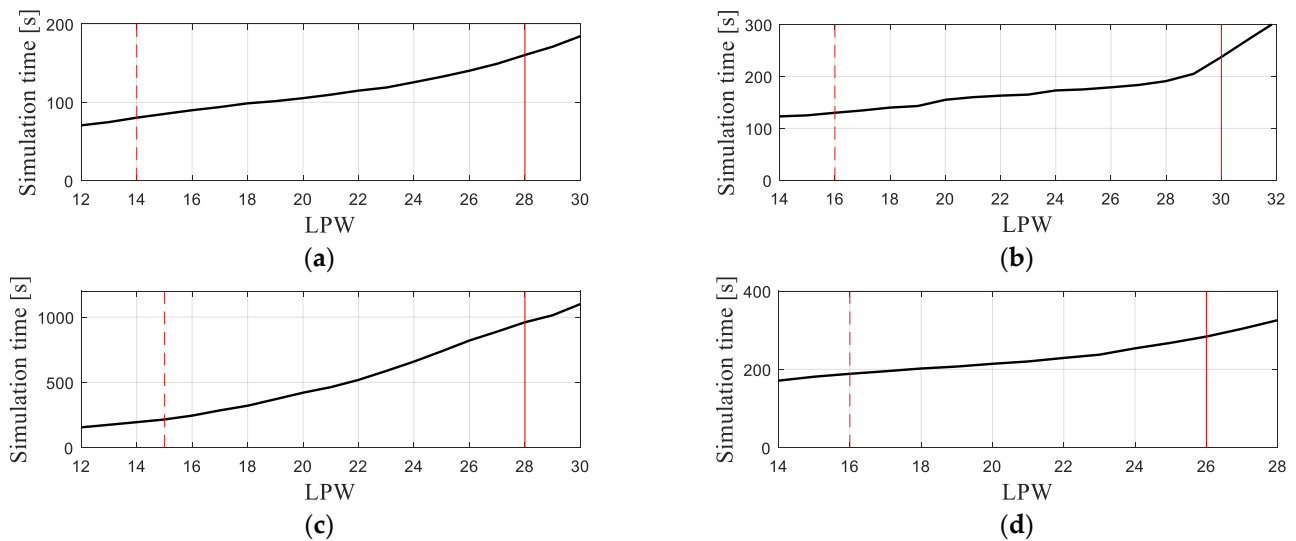 Simulation time [s]
200
100
0
12 14 16 18 20 22 24 26 28 30
LPW
(a)
Simulation time [s]
300
200
100
0
14 16 18 20 22 24 26 28 30 32
LPW
(b)
Simulation time [s]
1000
500
0
12 14 16 18 20 22 24 26 28 30
LPW
(c)
Simulation time [s]
400
200
0
14 16 18 20 22 24 26 28
LPW
(d)